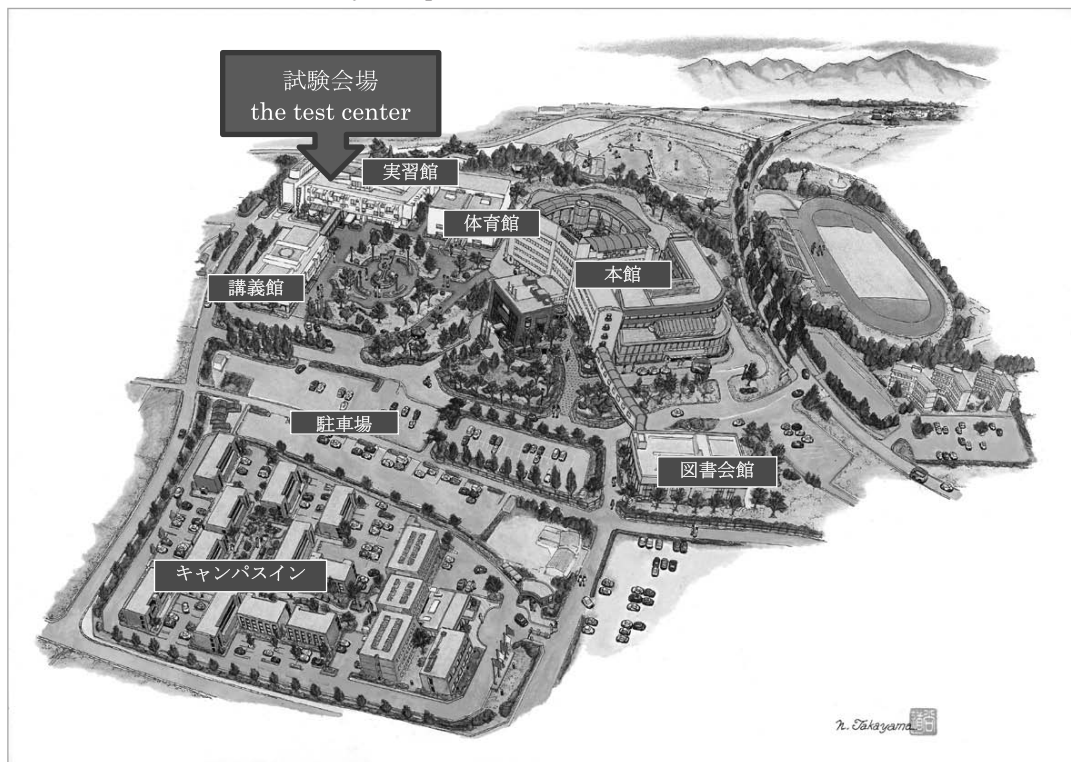 試験会場
the test center
実習館
体育館
本館
講義館
駐車場
図書会館
キャンパスイン
N. Takayama